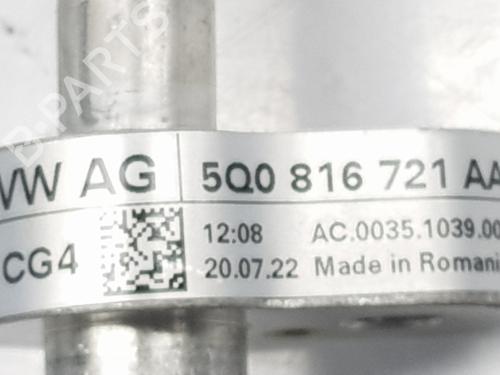 VW AG 5Q0 816 721 AA
CG4 12:08 AC.0035.1039.00
20.07.22 Made in Romani
B-PARTS